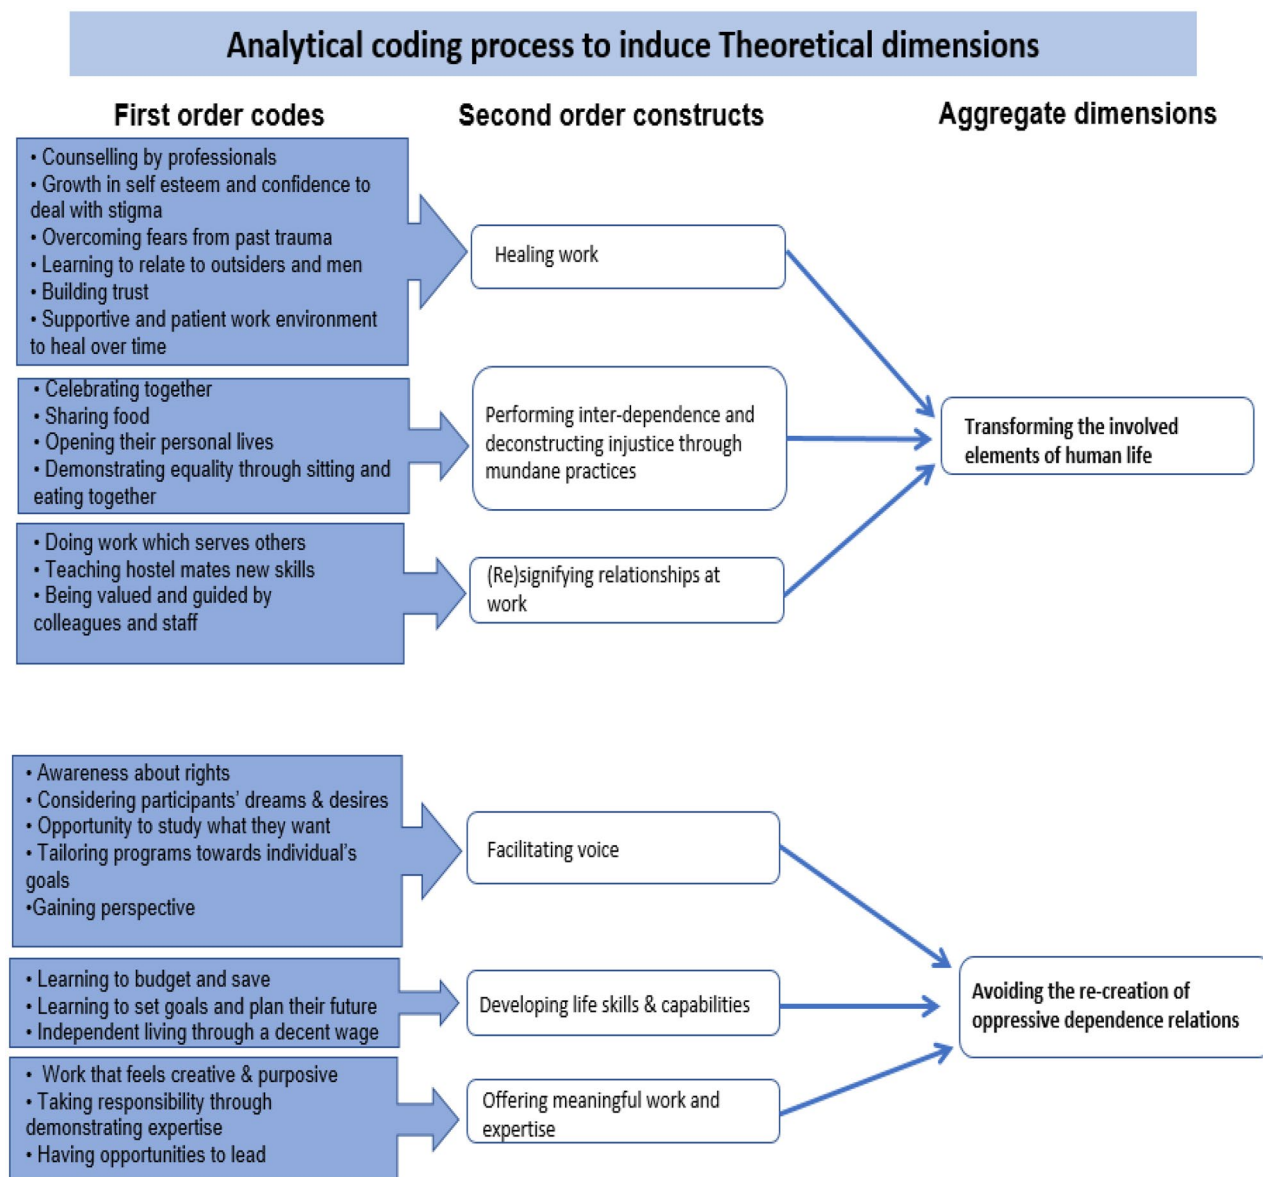 Analytical coding process to induce Theoretical dimensions
First order codes
Second order constructs
Aggregate dimensions
• Counselling by professionals
• Growth in self esteem and confidence to
deal with stigma
• Overcoming fears from past trauma
• Learning to relate to outsiders and men
• Building trust
• Supportive and patient work environment
to heal over time
Healing work
• Celebrating together
• Sharing food
• Opening their personal lives
• Demonstrating equality through sitting and
eating together
Performing inter-dependence and
deconstructing injustice through
mundane practices
• Doing work which serves others
• Teaching hostel mates new skills
• Being valued and guided by
colleagues and staff
(Re)signifying relationships at
work
Transforming the involved
elements of human life
• Awareness about rights
• Considering participants' dreams & desires
• Opportunity to study what they want
• Tailoring programs towards individual's
goals
•Gaining perspective
Facilitating voice
• Learning to budget and save
• Learning to set goals and plan their future
• Independent living through a decent wage
Developing life skills & capabilities
• Work that feels creative & purposive
• Taking responsibility through
demonstrating expertise
• Having opportunities to lead
Offering meaningful work and
expertise
Avoiding the re-creation of
oppressive dependence relations